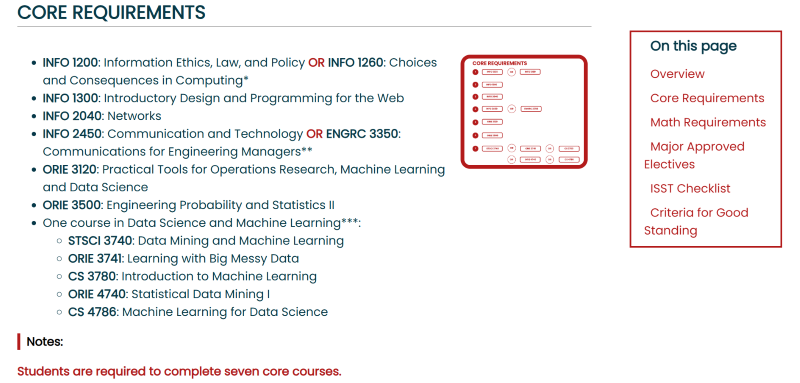 CORE REQUIREMENTS
INFO 1200: Information Ethics, Law, and Policy OR INFO 1260: Choices
and Consequences in Computing*
INFO 1300: Introductory Design and Programming for the Web
INFO 2040: Networks
INFO 2450: Communication and Technology OR ENGRC 3350:
Communications for Engineering Managers**
ORIE 3120: Practical Tools for Operations Research, Machine Learning
and Data Science
ORIE 3500: Engineering Probability and Statistics II
One course in Data Science and Machine Learning***:
STSCI 3740: Data Mining and Machine Learning
ORIE 3741: Learning with Big Messy Data
CS 3780: Introduction to Machine Learning
ORIE 4740: Statistical Data Mining I
CS 4786: Machine Learning for Data Science
Notes:
Students are required to complete seven core courses.
CORE REQUIREMENTS
On this page
Overview
Core Requirements
Math Requirements
Major Approved
Electives
ISST Checklist
Criteria for Good
Standing